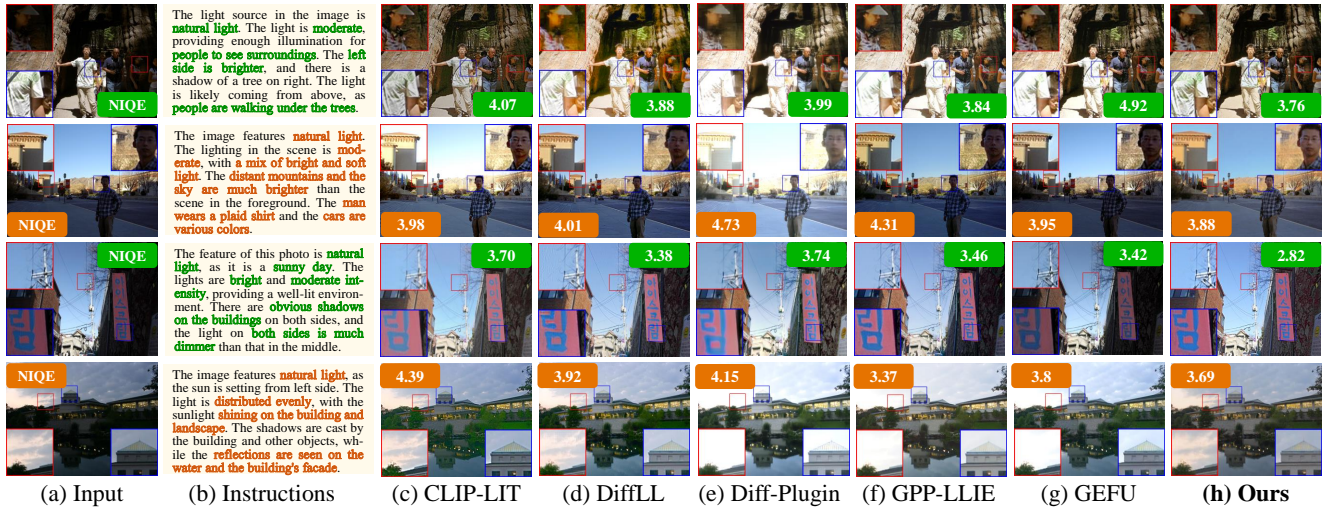 NIQE
The light source in the image is
natural light. The light is moderate,
providing enough illumination for
people to see surroundings. The left
side is brighter, and there is a
shadow of a tree on right. The light
is likely coming from above, as
people are walking under the trees.
4.07
3.88
3.99
3.84
4.92
3.76
NIQE
The image features natural light.
The lighting in the scene is mod-
erate, with a mix of bright and soft
light. The distant mountains and the
sky are much brighter than the
scene in the foreground. The man
wears a plaid shirt and the cars are
various colors.
3.98
4.01
4.73
4.31
3.95
3.88
NIQE
The feature of this photo is natural
light, as it is a sunny day. The
lights are bright and moderate int-
ensity, providing a well-lit environ-
ment. There are obvious shadows
on the buildings on both sides, and
the light on both sides is much
dimmer than that in the middle.
3.70
3.38
3.74
3.46
3.42
2.82
NIQE
The image features natural light, as
the sun is setting from left side. The
light is distributed evenly, with the
sunlight shining on the building and
landscape. The shadows are cast by
the building and other objects, wh-
ile the reflections are seen on the
water and the building's facade.
4.39
3.92
4.15
3.37
3.8
3.69
(a) Input
(b) Instructions
(c) CLIP-LIT
(d) DiffLL
(e) Diff-Plugin
(f) GPP-LLIE
(g) GEFU
(h) Ours